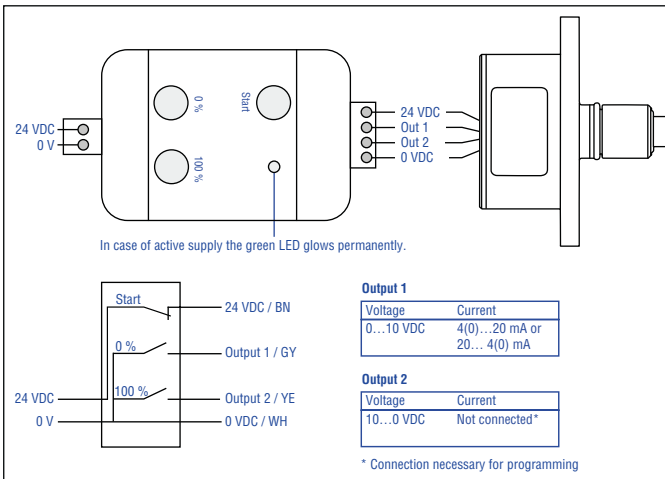 24 VDC
0 V
0 %
100 %
Start
24 VDC
Out 1
Out 2
0 VDC
In case of active supply the green LED glows permanently.
Start
0 %
100 %
24 VDC
0 V
24 VDC / BN
Output 1 / GY
Output 2 / YE
0 VDC / WH
Output 1
Voltage Current
0…10 VDC 4(0)…20 mA or
20… 4(0) mA
Output 2
Voltage Current
10…0 VDC Not connected*
* Connection necessary for programming